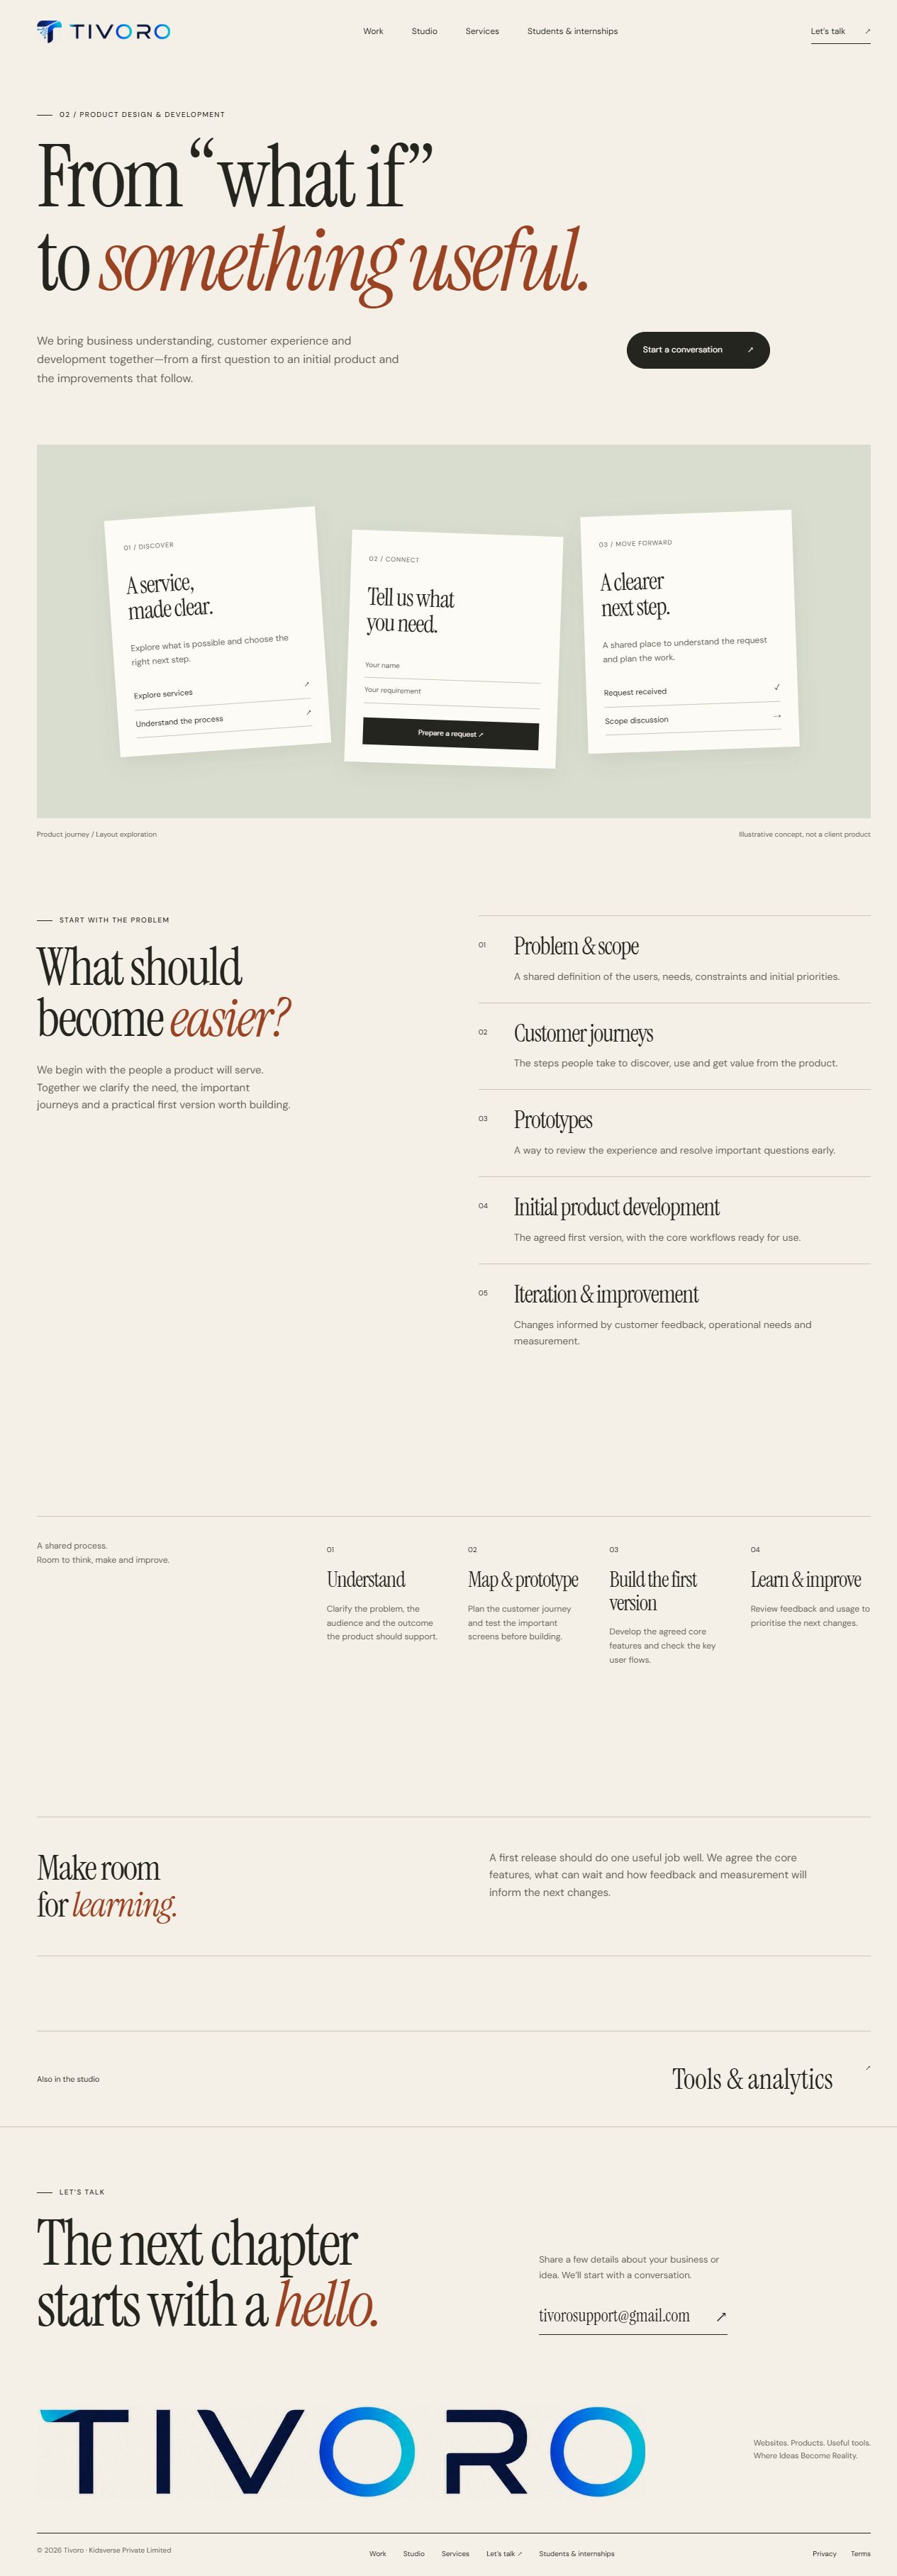 TIVORO
Work
Studio
Services
Students & internships
Let's talk ↗
02 / PRODUCT DESIGN & DEVELOPMENT
From “what if”
to something useful.
We bring business understanding, customer experience and
development together—from a first question to an initial product and
the improvements that follow.
Start a conversation ↗
01 / DISCOVER
A service,
made clear.
Explore what is possible and choose the
right next step.
Explore services ↗
Understand the process ↗
02 / CONNECT
Tell us what
you need.
Your name
Your requirement
Prepare a request ↗
03 / MOVE FORWARD
A clearer
next step.
A shared place to understand the request
and plan the work.
Request received ✓
Scope discussion →
Product journey / Layout exploration
Illustrative concept, not a client product
START WITH THE PROBLEM
What should
become easier?
We begin with the people a product will serve.
Together we clarify the need, the important
journeys and a practical first version worth building.
01
Problem & scope
A shared definition of the users, needs, constraints and initial priorities.
02
Customer journeys
The steps people take to discover, use and get value from the product.
03
Prototypes
A way to review the experience and resolve important questions early.
04
Initial product development
The agreed first version, with the core workflows ready for use.
05
Iteration & improvement
Changes informed by customer feedback, operational needs and
measurement.
A shared process.
Room to think, make and improve.
01
Understand
Clarify the problem, the
audience and the outcome
the product should support.
02
Map & prototype
Plan the customer journey
and test the important
screens before building.
03
Build the first
version
Develop the agreed core
features and check the key
user flows.
04
Learn & improve
Review feedback and usage to
prioritise the next changes.
Make room
for learning.
A first release should do one useful job well. We agree the core
features, what can wait and how feedback and measurement will
inform the next changes.
Also in the studio
Tools & analytics ↗
LET'S TALK
The next chapter
starts with a hello.
Share a few details about your business or
idea. We'll start with a conversation.
tivorosupport@gmail.com ↗
TIVORO
Websites. Products. Useful tools.
Where Ideas Become Reality.
© 2026 Tivoro · Kidsverse Private Limited
Work
Studio
Services
Let's talk ↗
Students & internships
Privacy
Terms